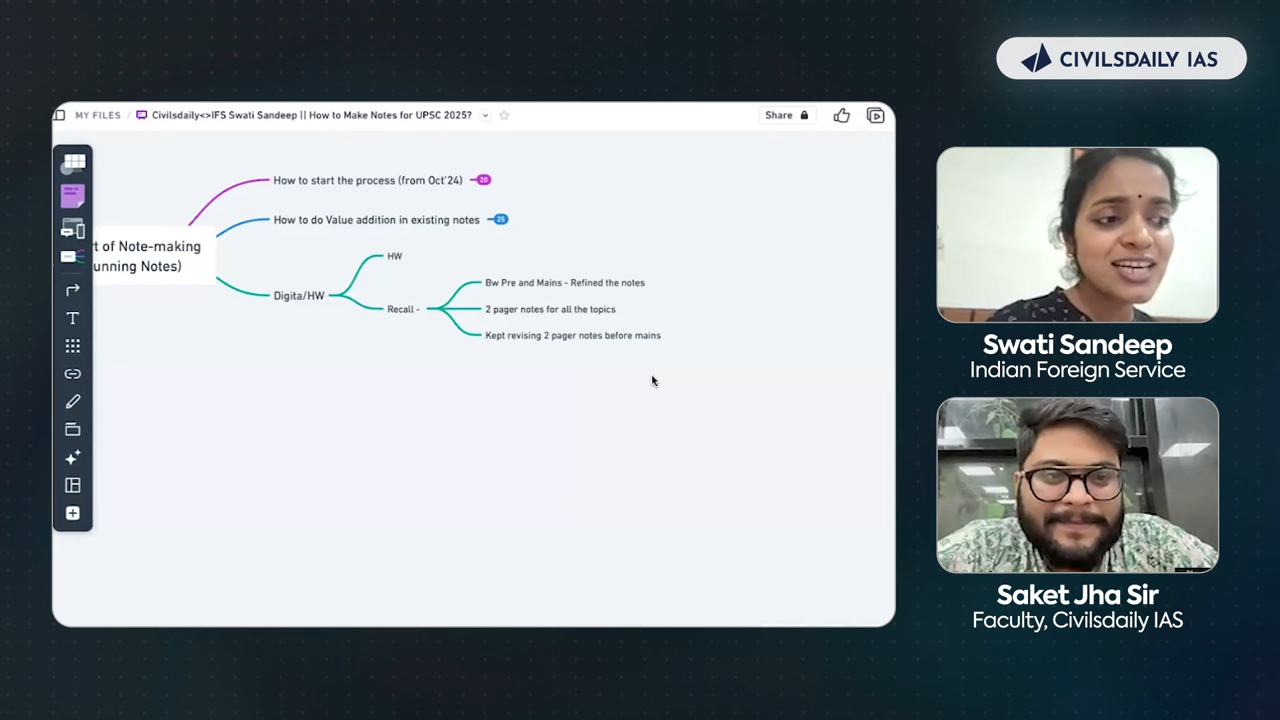 CIVILSDAILY IAS
MY FILES / Civilsdaily<>IFS Swati Sandeep || How to Make Notes for UPSC 2025?
Share
How to start the process (from Oct'24)
20
How to do Value addition in existing notes
25
rt of Note-making
unning Notes)
HW
Digita/HW
Bw Pre and Mains - Refined the notes
Recall -
2 pager notes for all the topics
Kept revising 2 pager notes before mains
T
Swati Sandeep
Indian Foreign Service
Saket Jha Sir
Faculty, Civilsdaily IAS